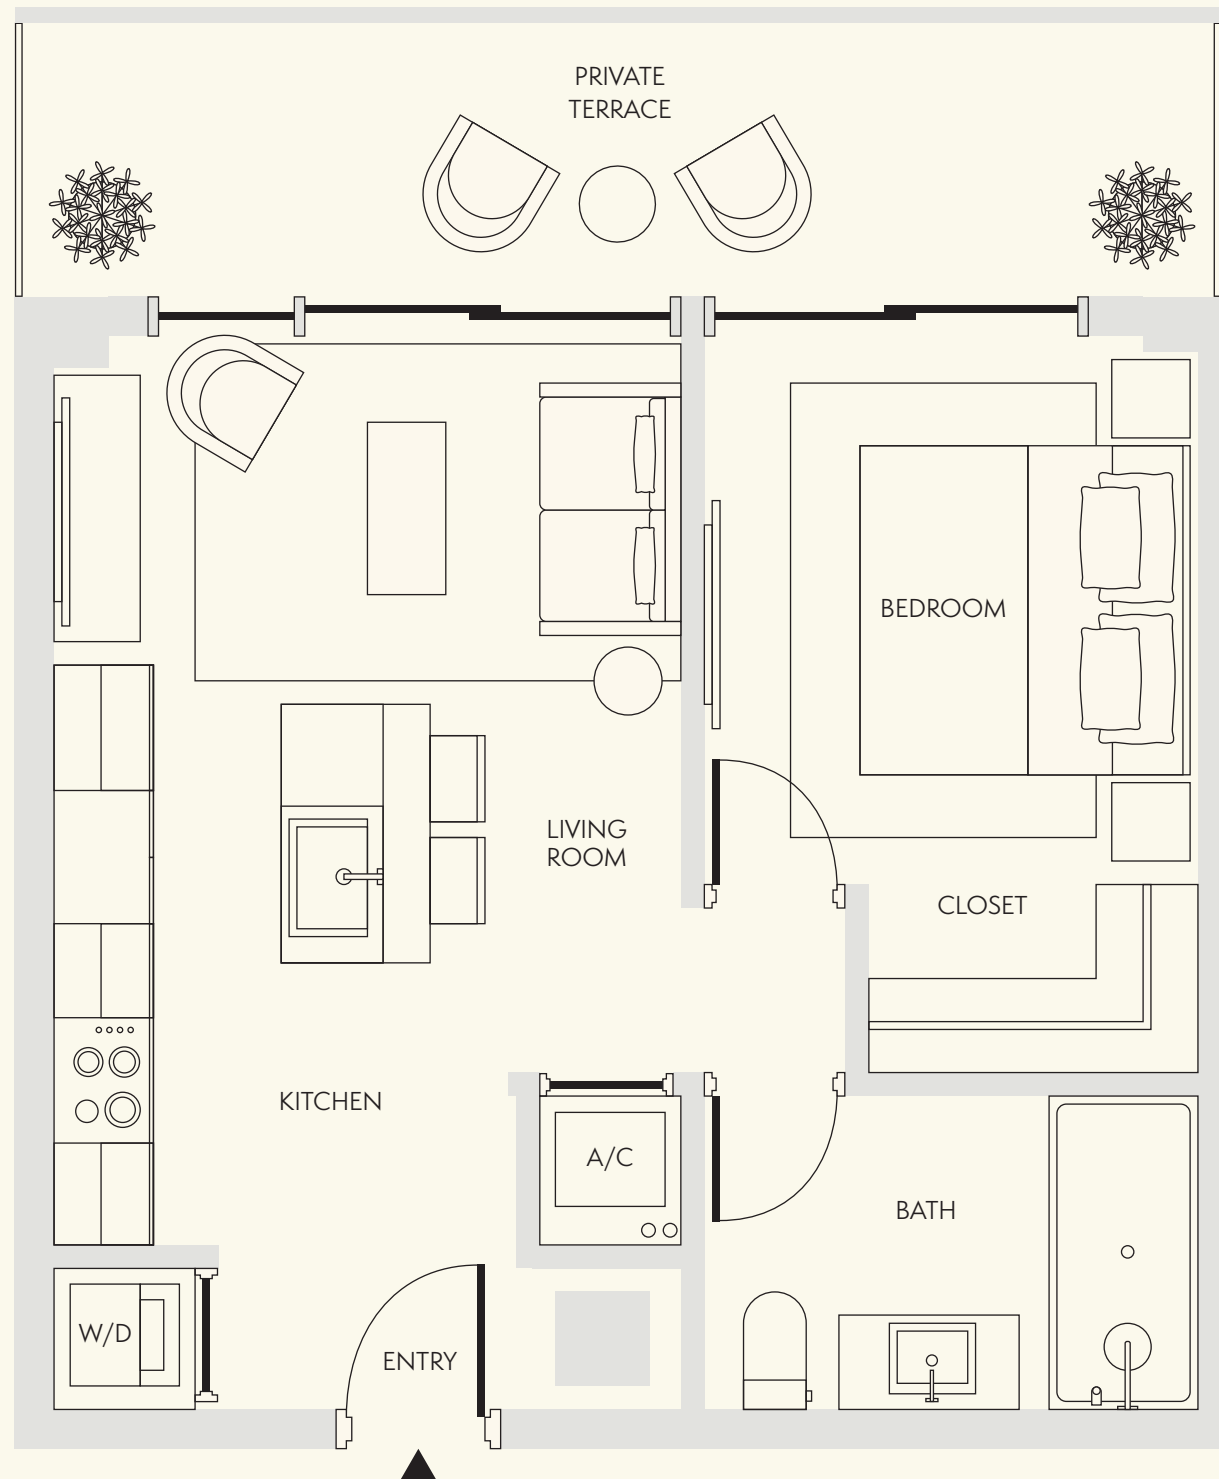 PRIVATE
TERRACE
BEDROOM
LIVING
ROOM
CLOSET
KITCHEN
A/C
BATH
W/D
ENTRY